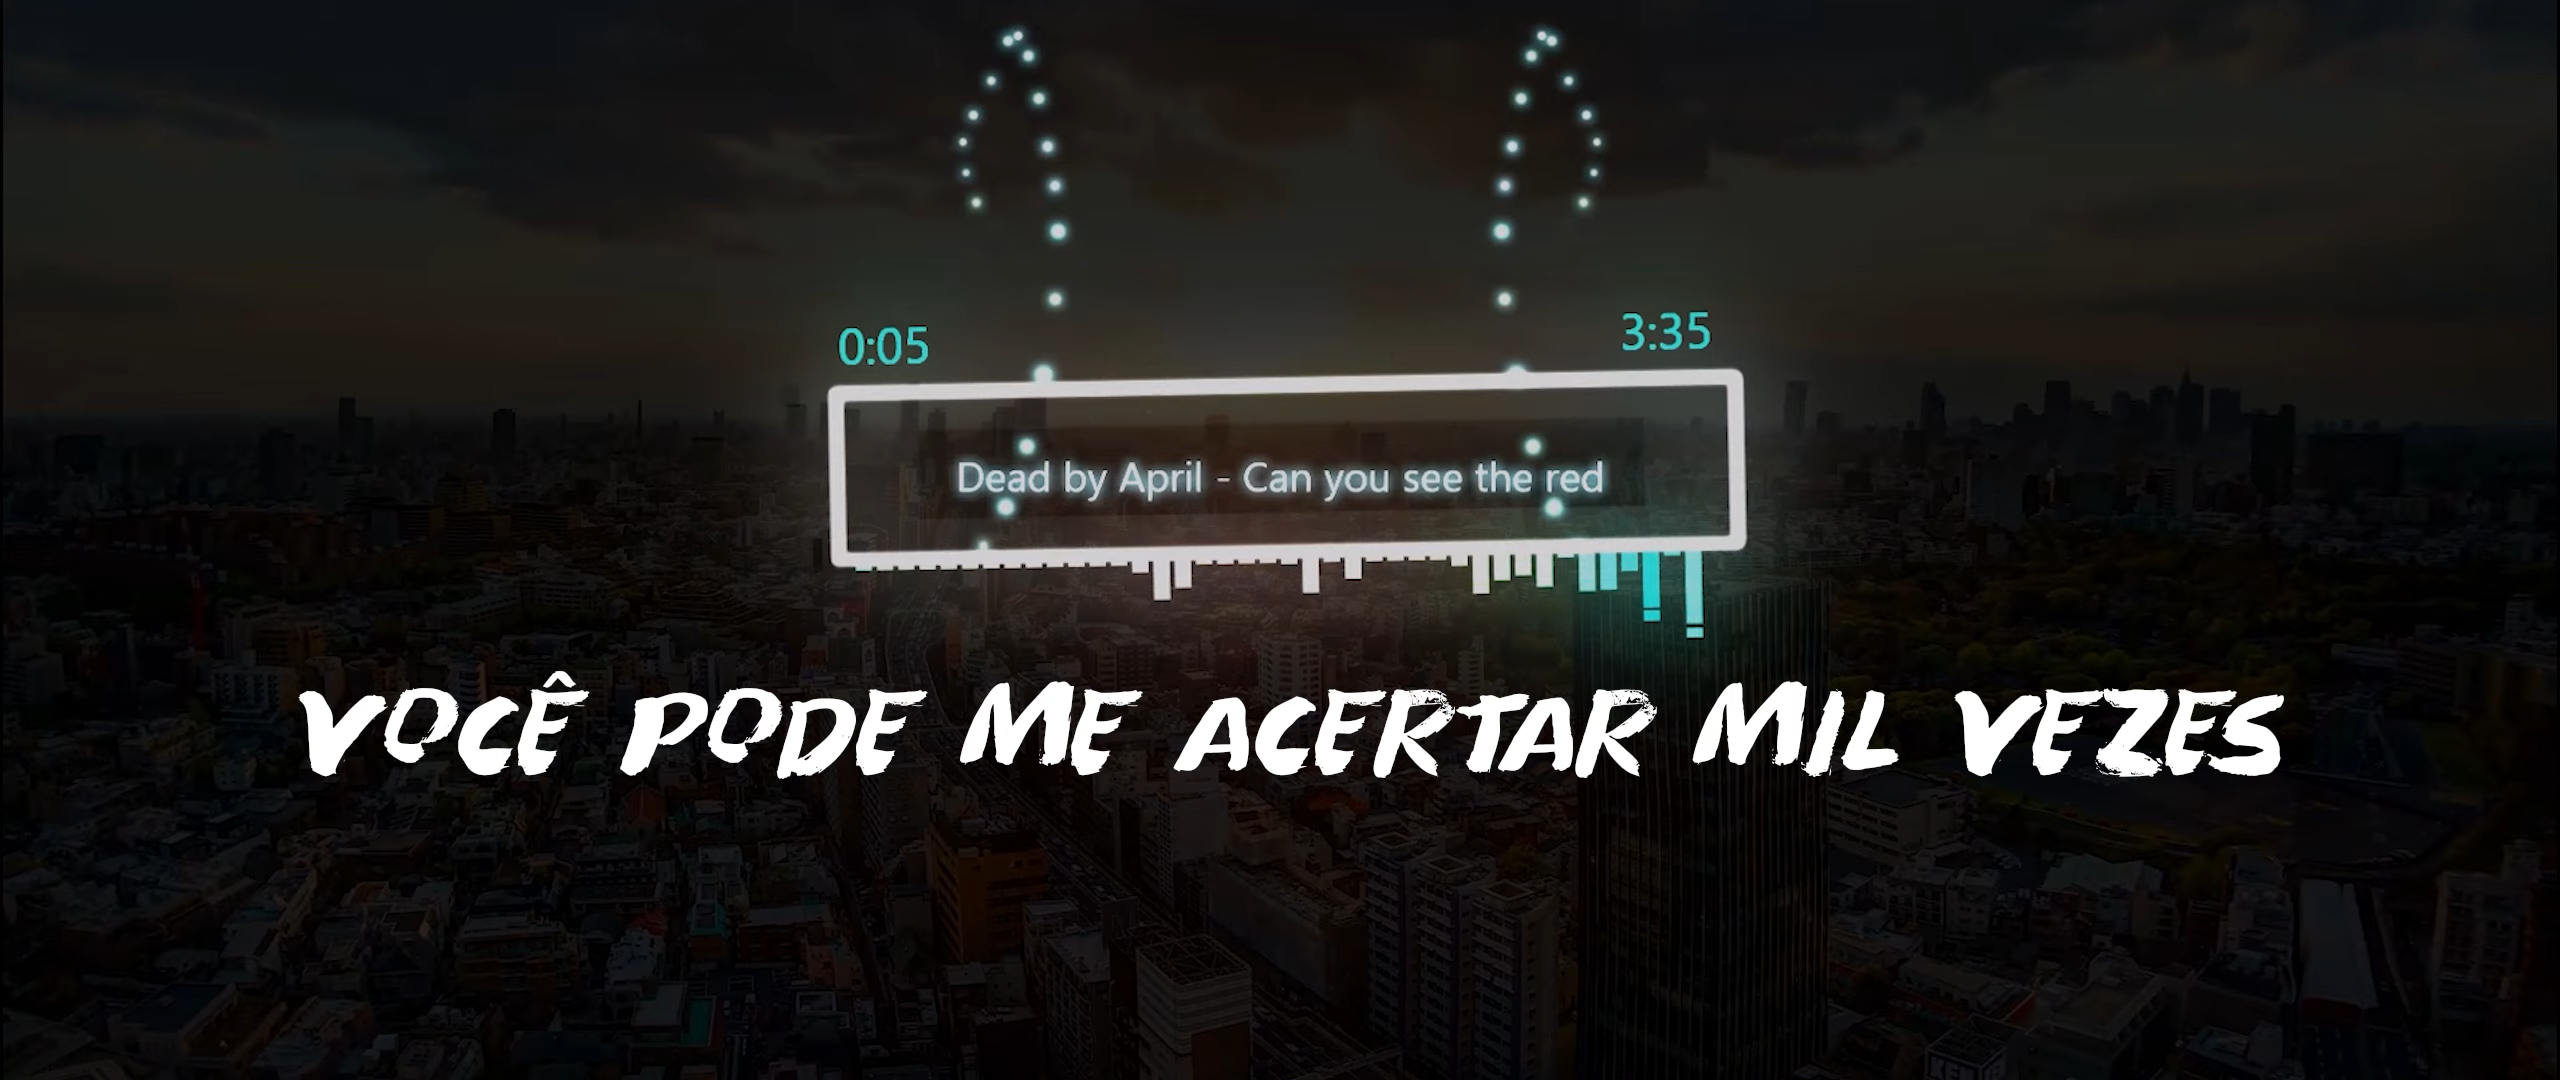 0:05 3:35
Dead by April - Can you see the red
VOCÊ PODE ME ACERTAR MIL VEZES